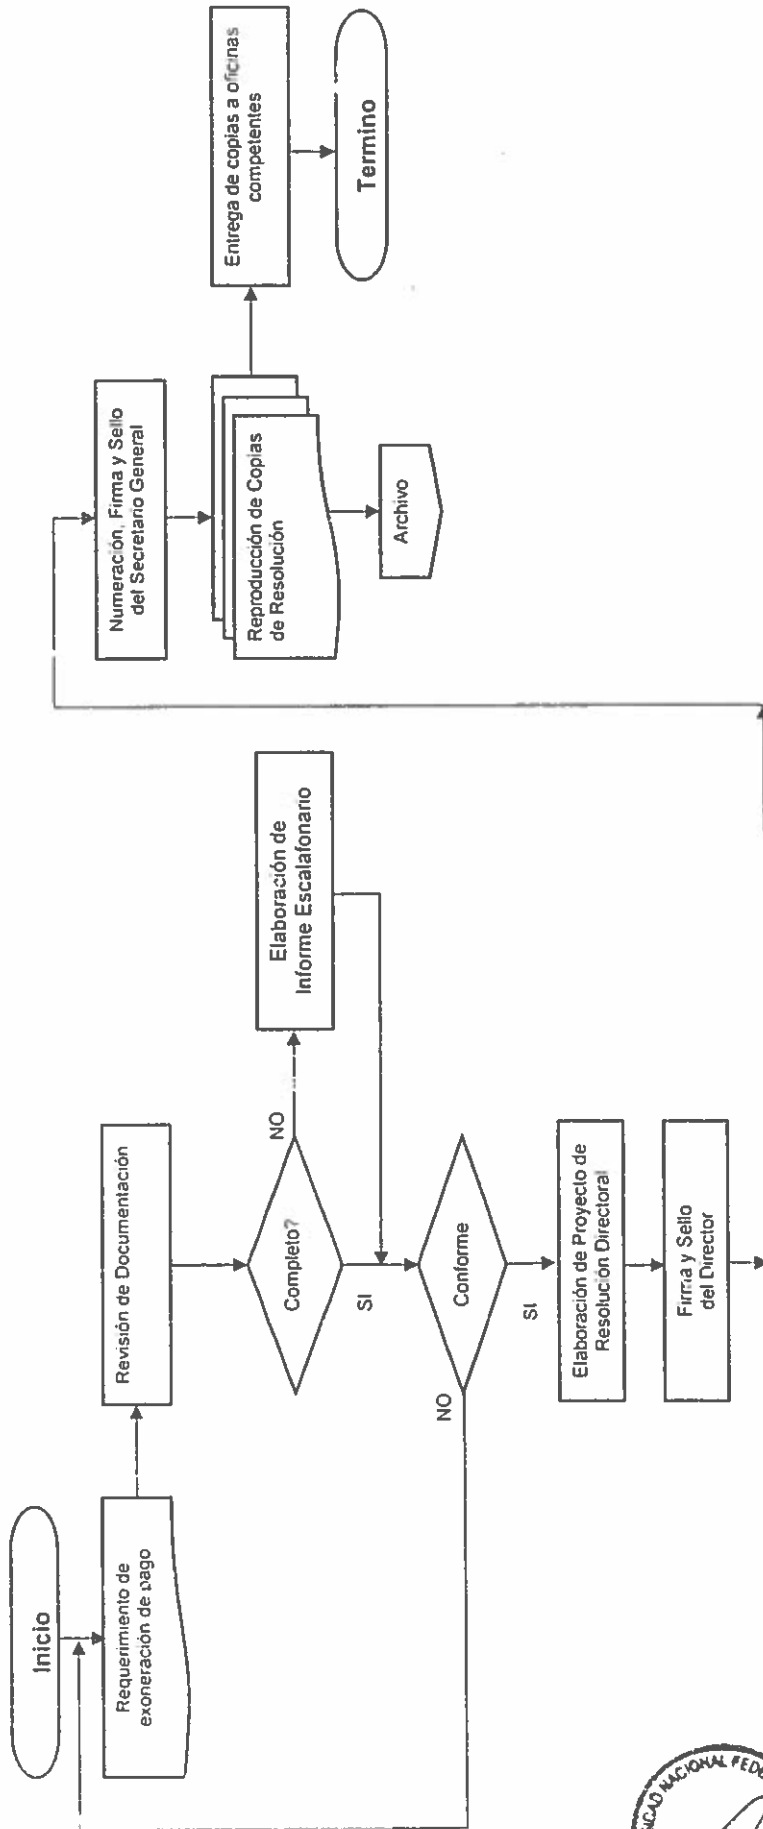 Inicio
Requerimiento de
exoneración de pago
Revisión de Documentación
Completo?
NO
SI
Elaboración de
Informe Escalafonario
Conforme
NO
SI
Elaboración de Proyecto de
Resolución Directoral
Firma y Sello
del Director
Numeración, Firma y Sello
del Secretario General
Reproducción de Copias
de Resolución
Archivo
Entrega de copias a oficinas
competentes
Termino
NACIONAL